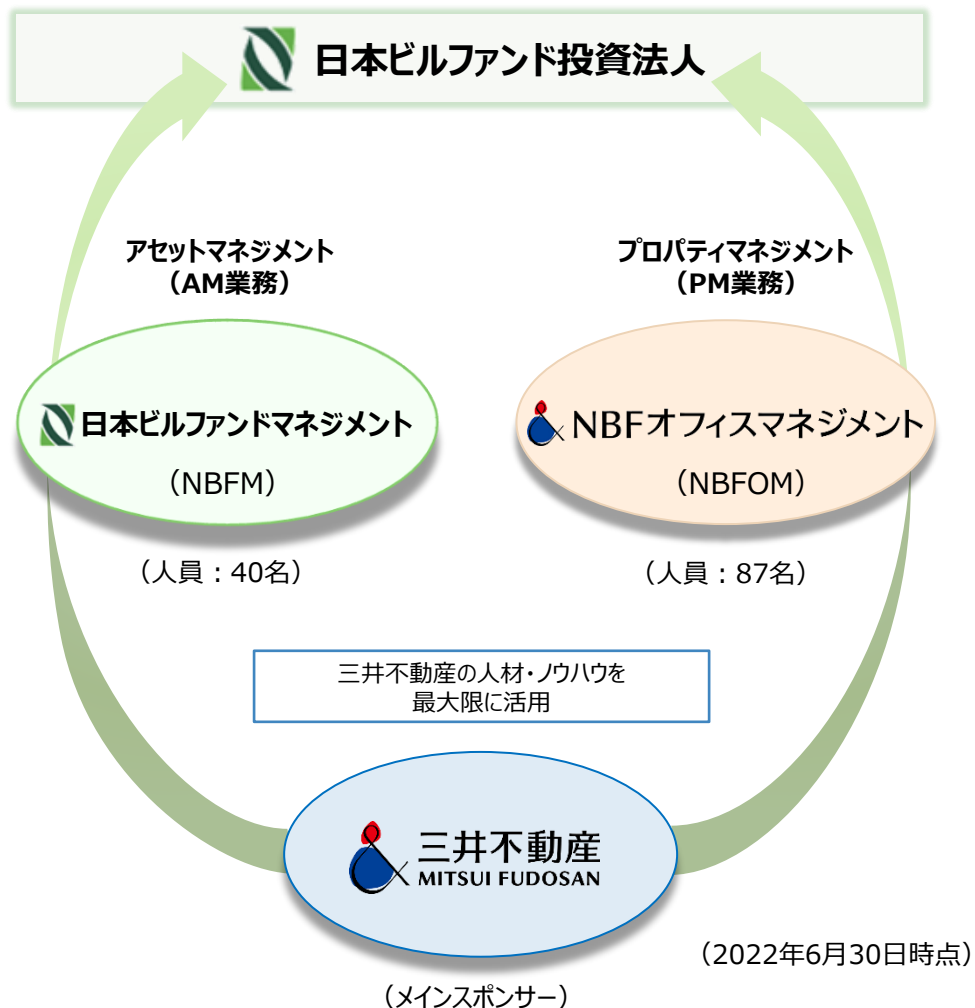 日本ビルファンド投資法人
アセットマネジメント
（AM業務）
プロパティマネジメント
（PM業務）
日本ビルファンドマネジメント
（NBFM）
NBFオフィスマネジメント
（NBFOM）
（人員：40名）
（人員：87名）
三井不動産の人材・ノウハウを
最大限に活用
三井不動産
MITSUI FUDOSAN
（2022年6月30日時点）
（メインスポンサー）